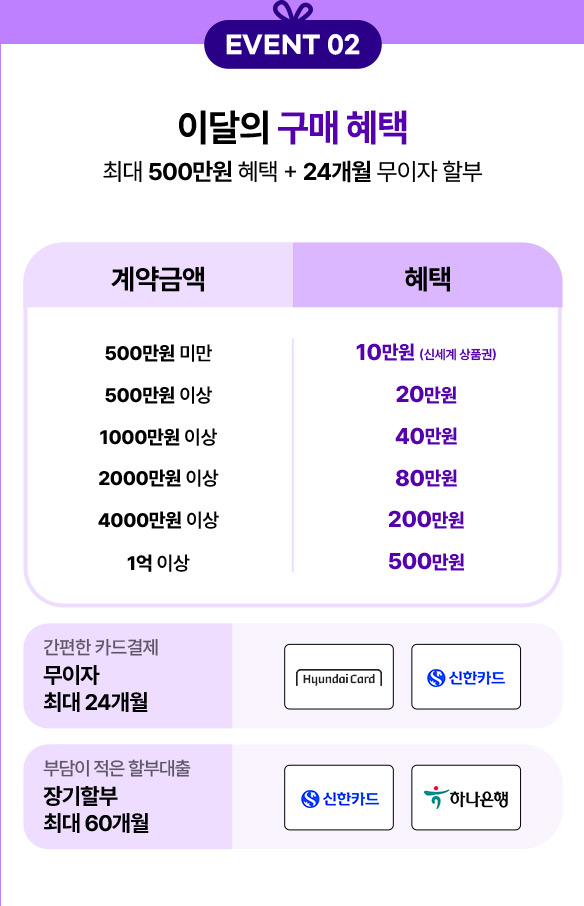 EVENT 02
이달의 구매 혜택
최대 500만원 혜택 + 24개월 무이자 할부
계약금액 혜택
500만원 미만 10만원 (신세계 상품권)
500만원 이상 20만원
1000만원 이상 40만원
2000만원 이상 80만원
4000만원 이상 200만원
1억 이상 500만원
간편한 카드결제
무이자
최대 24개월
Hyundai Card 신한카드
부담이 적은 할부대출
장기할부
최대 60개월
신한카드 하나은행